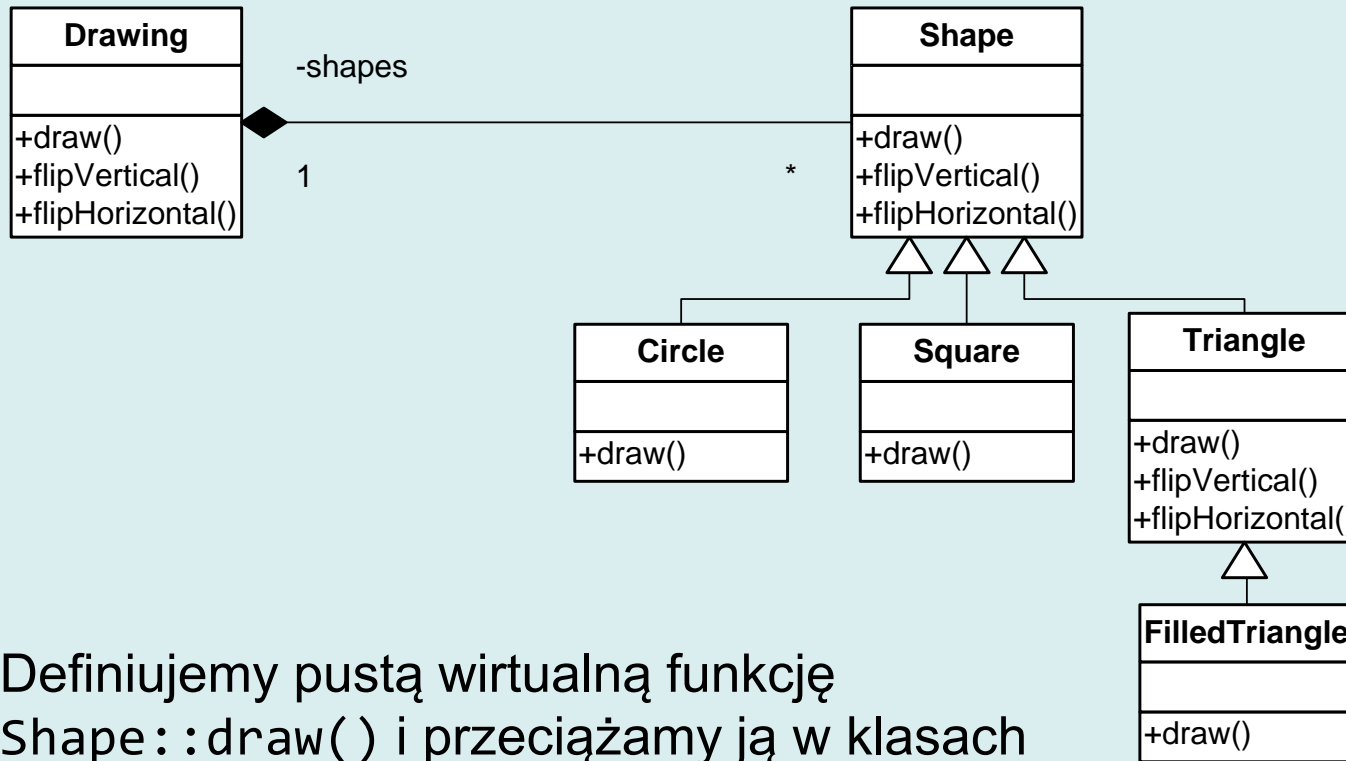 Drawing
+draw()
+flipVertical()
+flipHorizontal()
-shapes
1
*
Shape
+draw()
+flipVertical()
+flipHorizontal()
Circle
+draw()
Square
+draw()
Triangle
+draw()
+flipVertical()
+flipHorizontal(
FilledTriangle
+draw()
Definiujemy pustą wirtualną funkcję
Shape::draw() i przeciążamy ją w klasach